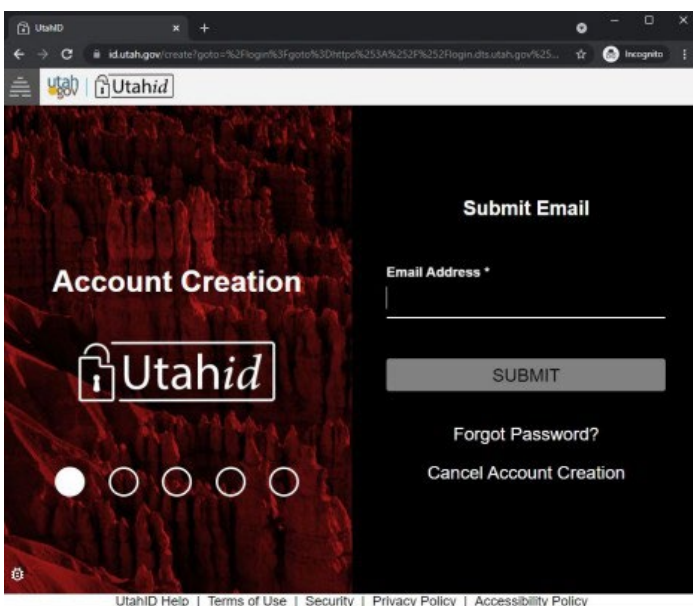 UtahID
id.utah.gov/create?goto=%2Flogin%3Fgoto%3Dhttps%253A%252F%252Flogin.dts.utah.gov%25...
Incognito
utah
gov
Utahid
Submit Email
Account Creation
Email Address *
Utahid
SUBMIT
Forgot Password?
Cancel Account Creation
UtahID Help | Terms of Use | Security | Privacy Policy | Accessibility Policy